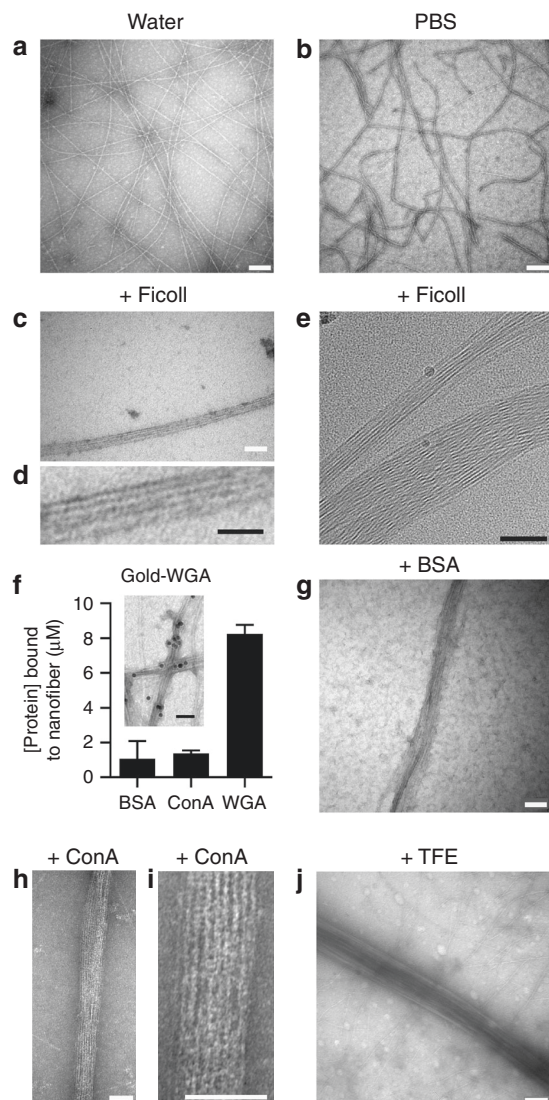 Water
PBS
a
b
+ Ficoll
+ Ficoll
c
e
d
f
Gold-WGA
[Protein] bound
to nanofiber (μM)
10
8
6
4
2
0
BSA ConA WGA
+ BSA
g
+ ConA
+ ConA
+ TFE
h
i
j